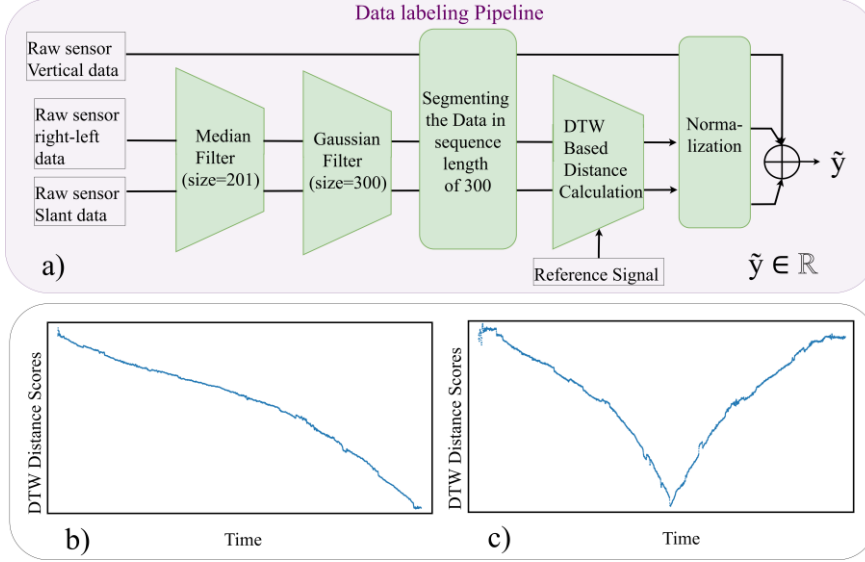 Data labeling Pipeline
Raw sensor
Vertical data
Raw sensor
right-left
data
Raw sensor
Slant data
Median
Filter
(size=201)
Gaussian
Filter
(size=300)
Segmenting
the Data in
sequence
length
of 300
DTW
Based
Distance
Calculation
Reference Signal
Norma-
lization
ỹ
ỹ ∈ ℝ
a)
DTW Distance Scores
Time
b)
DTW Distance Scores
Time
c)